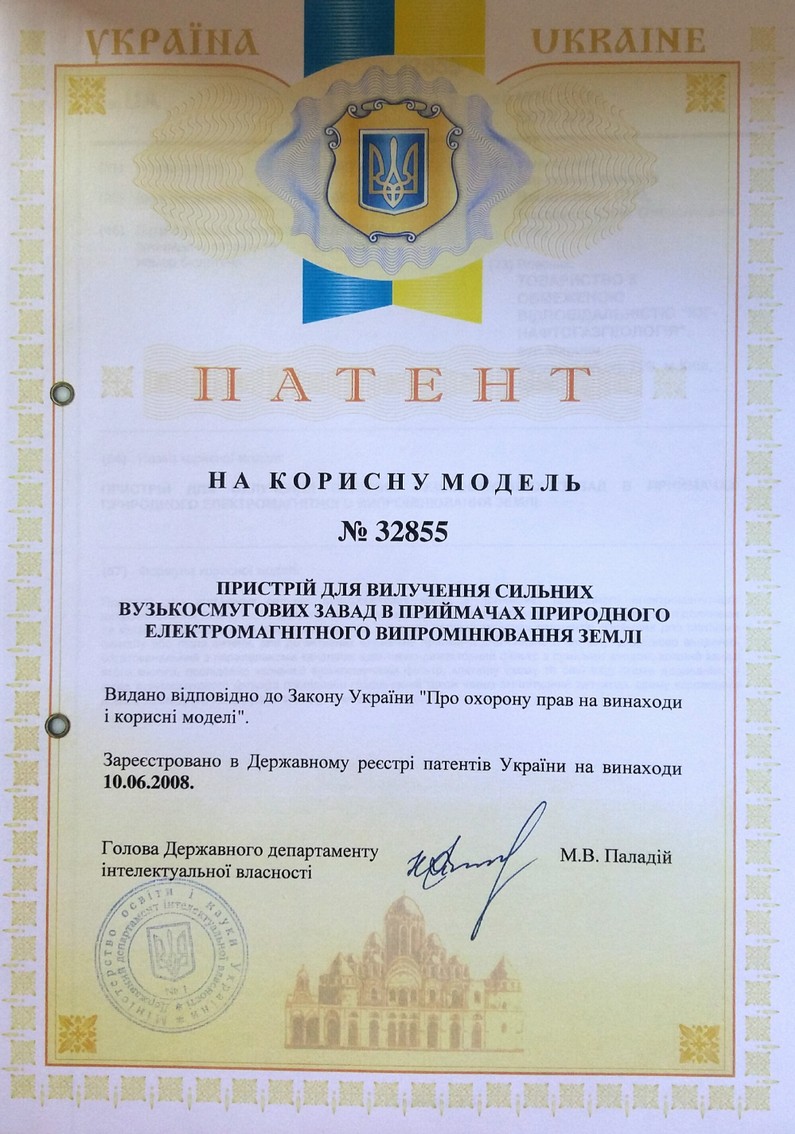 УКРАЇНА UKRAINE
ПАТЕНТ
НА КОРИСНУ МОДЕЛЬ
№ 32855
ПРИСТРІЙ ДЛЯ ВИЛУЧЕННЯ СИЛЬНИХ
ВУЗЬКОСМУГОВИХ ЗАВАД В ПРИЙМАЧАХ ПРИРОДНОГО
ЕЛЕКТРОМАГНІТНОГО ВИПРОМІНЮВАННЯ ЗЕМЛІ
Видано відповідно до Закону України "Про охорону прав на винаходи
і корисні моделі".
Зареєстровано в Державному реєстрі патентів України на винаходи
10.06.2008.
Голова Державного департаменту
інтелектуальної власності
М.В. Паладій
Міністерство освіти і науки України
Державний департамент інтелектуальної власності
№ 1